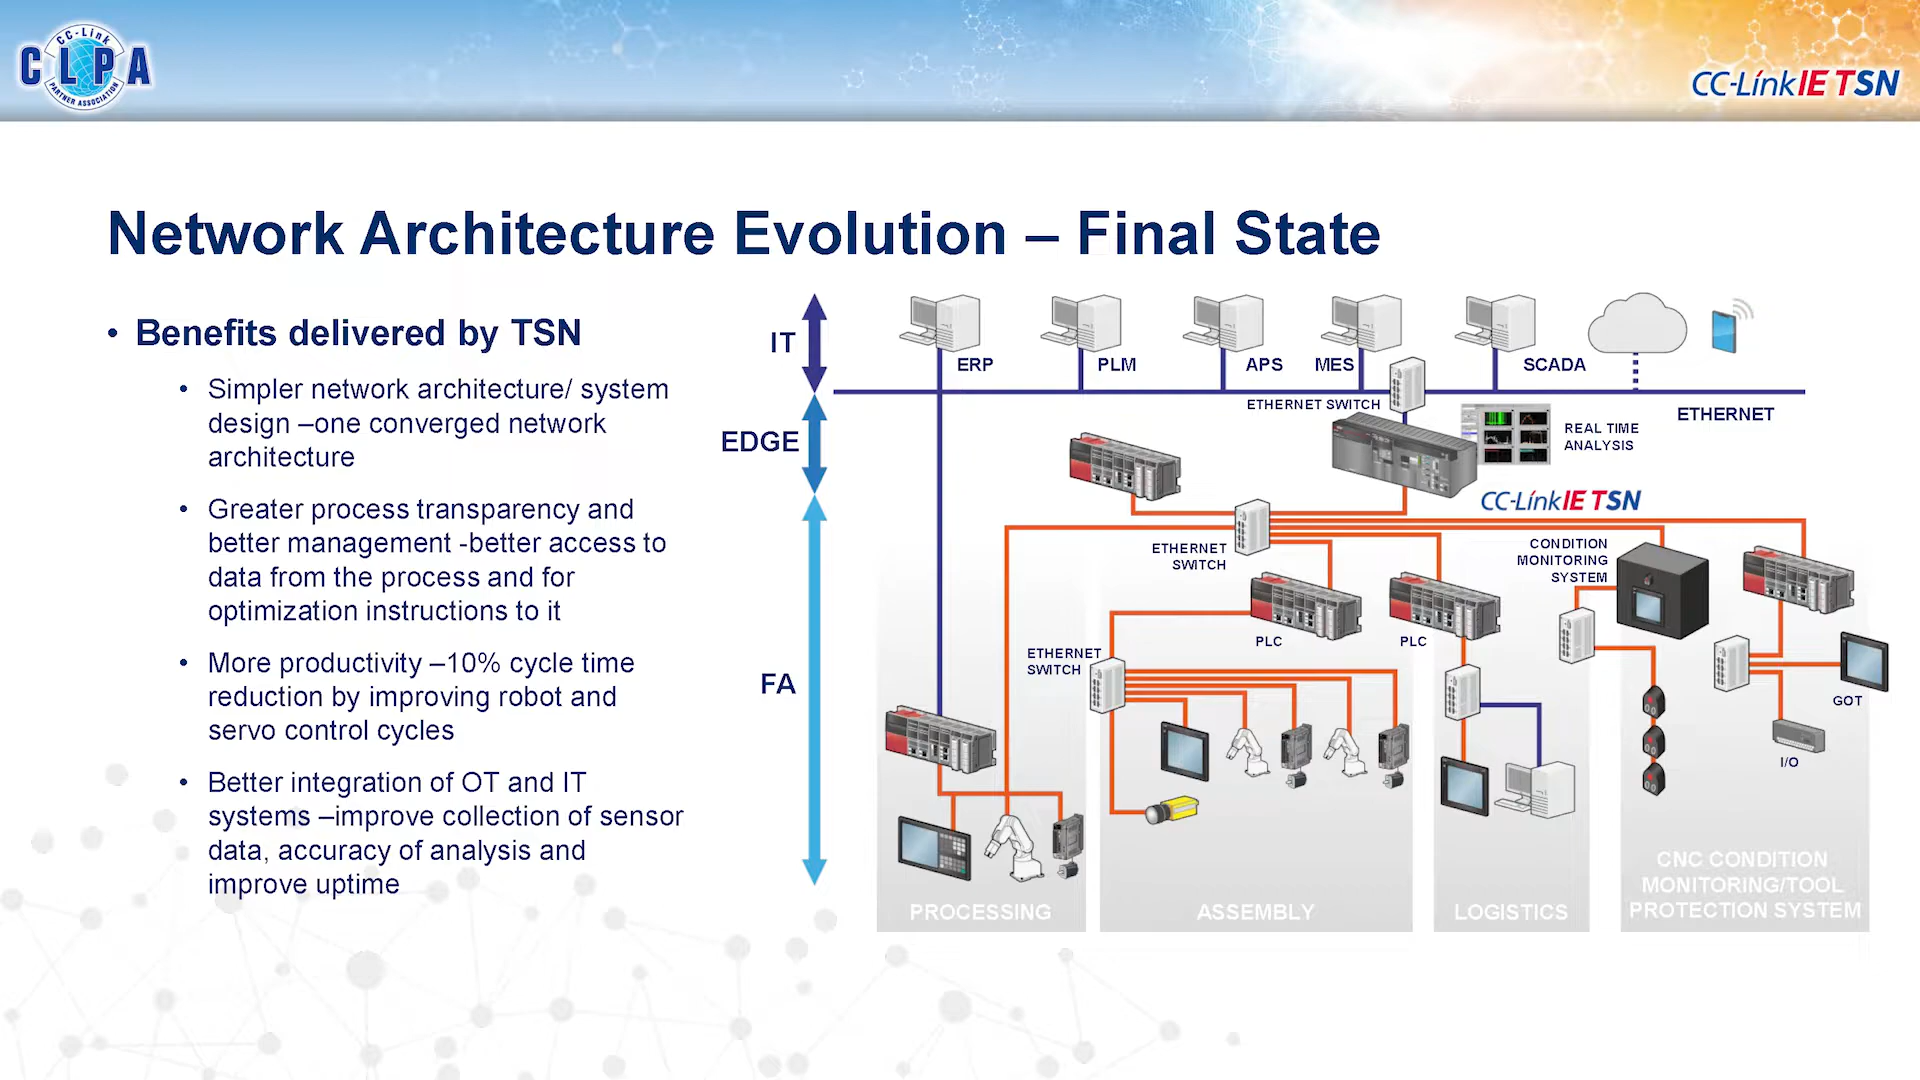 CC-Link
CLPA
PARTNER ASSOCIATION
CC-Link IE TSN
Network Architecture Evolution – Final State
• Benefits delivered by TSN
• Simpler network architecture/ system
design –one converged network
architecture
• Greater process transparency and
better management -better access to
data from the process and for
optimization instructions to it
• More productivity –10% cycle time
reduction by improving robot and
servo control cycles
• Better integration of OT and IT
systems –improve collection of sensor
data, accuracy of analysis and
improve uptime
IT
EDGE
FA
ERP
PLM
APS
MES
SCADA
ETHERNET SWITCH
ETHERNET
REAL TIME
ANALYSIS
CC-Link IE TSN
ETHERNET
SWITCH
CONDITION
MONITORING
SYSTEM
PLC
PLC
ETHERNET
SWITCH
GOT
I/O
PROCESSING
ASSEMBLY
LOGISTICS
CNC CONDITION
MONITORING/TOOL
PROTECTION SYSTEM